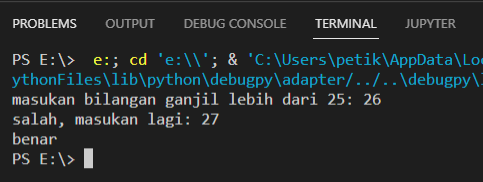 PROBLEMS OUTPUT DEBUG CONSOLE TERMINAL JUPYTER
PS E:\> e:; cd 'e:\\'; & 'C:\Users\petik\AppData\Loc
ythonFiles\lib\python\debugpy\adapter/../..\debugpy\
masukan bilangan ganjil lebih dari 25: 26
salah, masukan lagi: 27
benar
PS E:\>